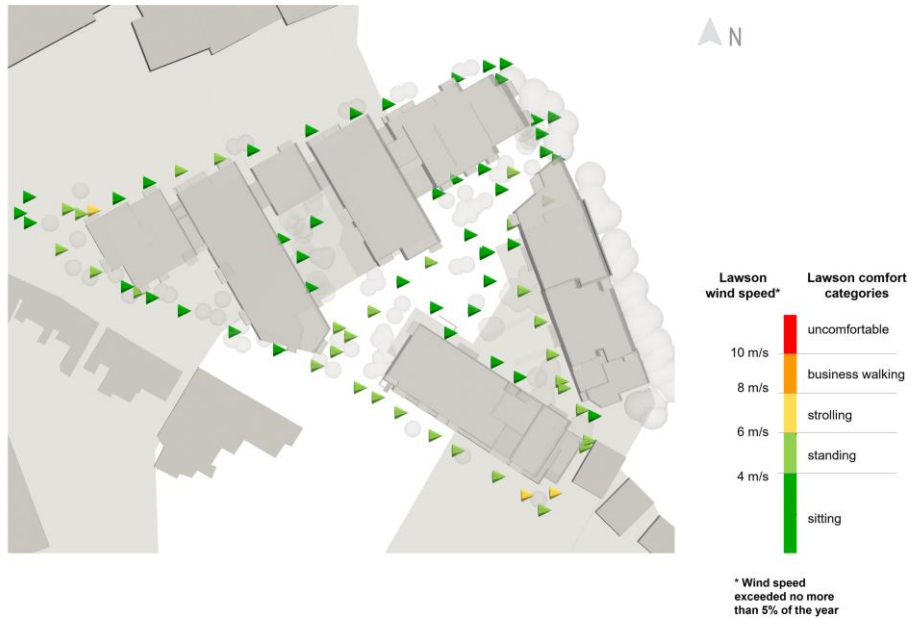 N
Lawson wind speed*
Lawson comfort categories
uncomfortable
10 m/s
business walking
8 m/s
strolling
6 m/s
standing
4 m/s
sitting
* Wind speed
exceeded no more
than 5% of the year